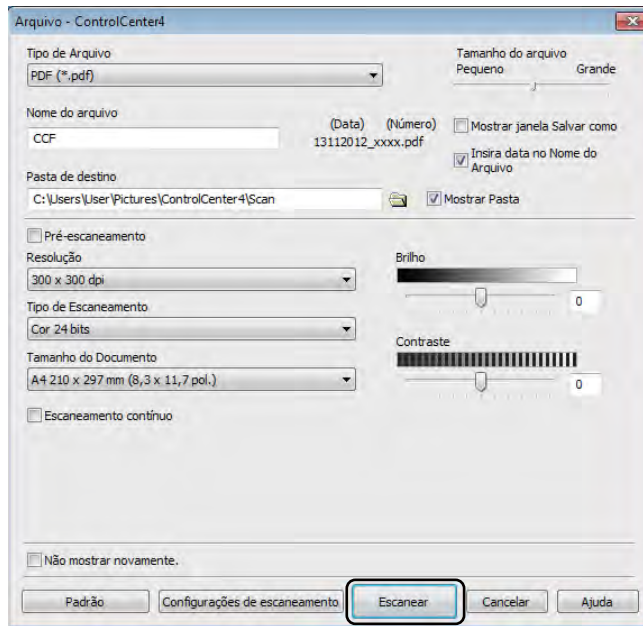 Arquivo - ControlCenter4
Tipo de Arquivo
PDF (*.pdf)
Tamanho do arquivo
Pequeno Grande
Nome do arquivo
CCF
(Data) (Número)
13112012_xxxx.pdf
Mostrar janela Salvar como
Insira data no Nome do
Arquivo
Pasta de destino
C:\Users\User\Pictures\ControlCenter4\Scan
Mostrar Pasta
Pré-escaneamento
Resolução
300 x 300 dpi
Tipo de Escaneamento
Cor 24 bits
Tamanho do Documento
A4 210 x 297 mm (8,3 x 11,7 pol.)
Escaneamento contínuo
Brilho
0
Contraste
0
Não mostrar novamente.
Padrão Configurações de escaneamento Escanear Cancelar Ajuda